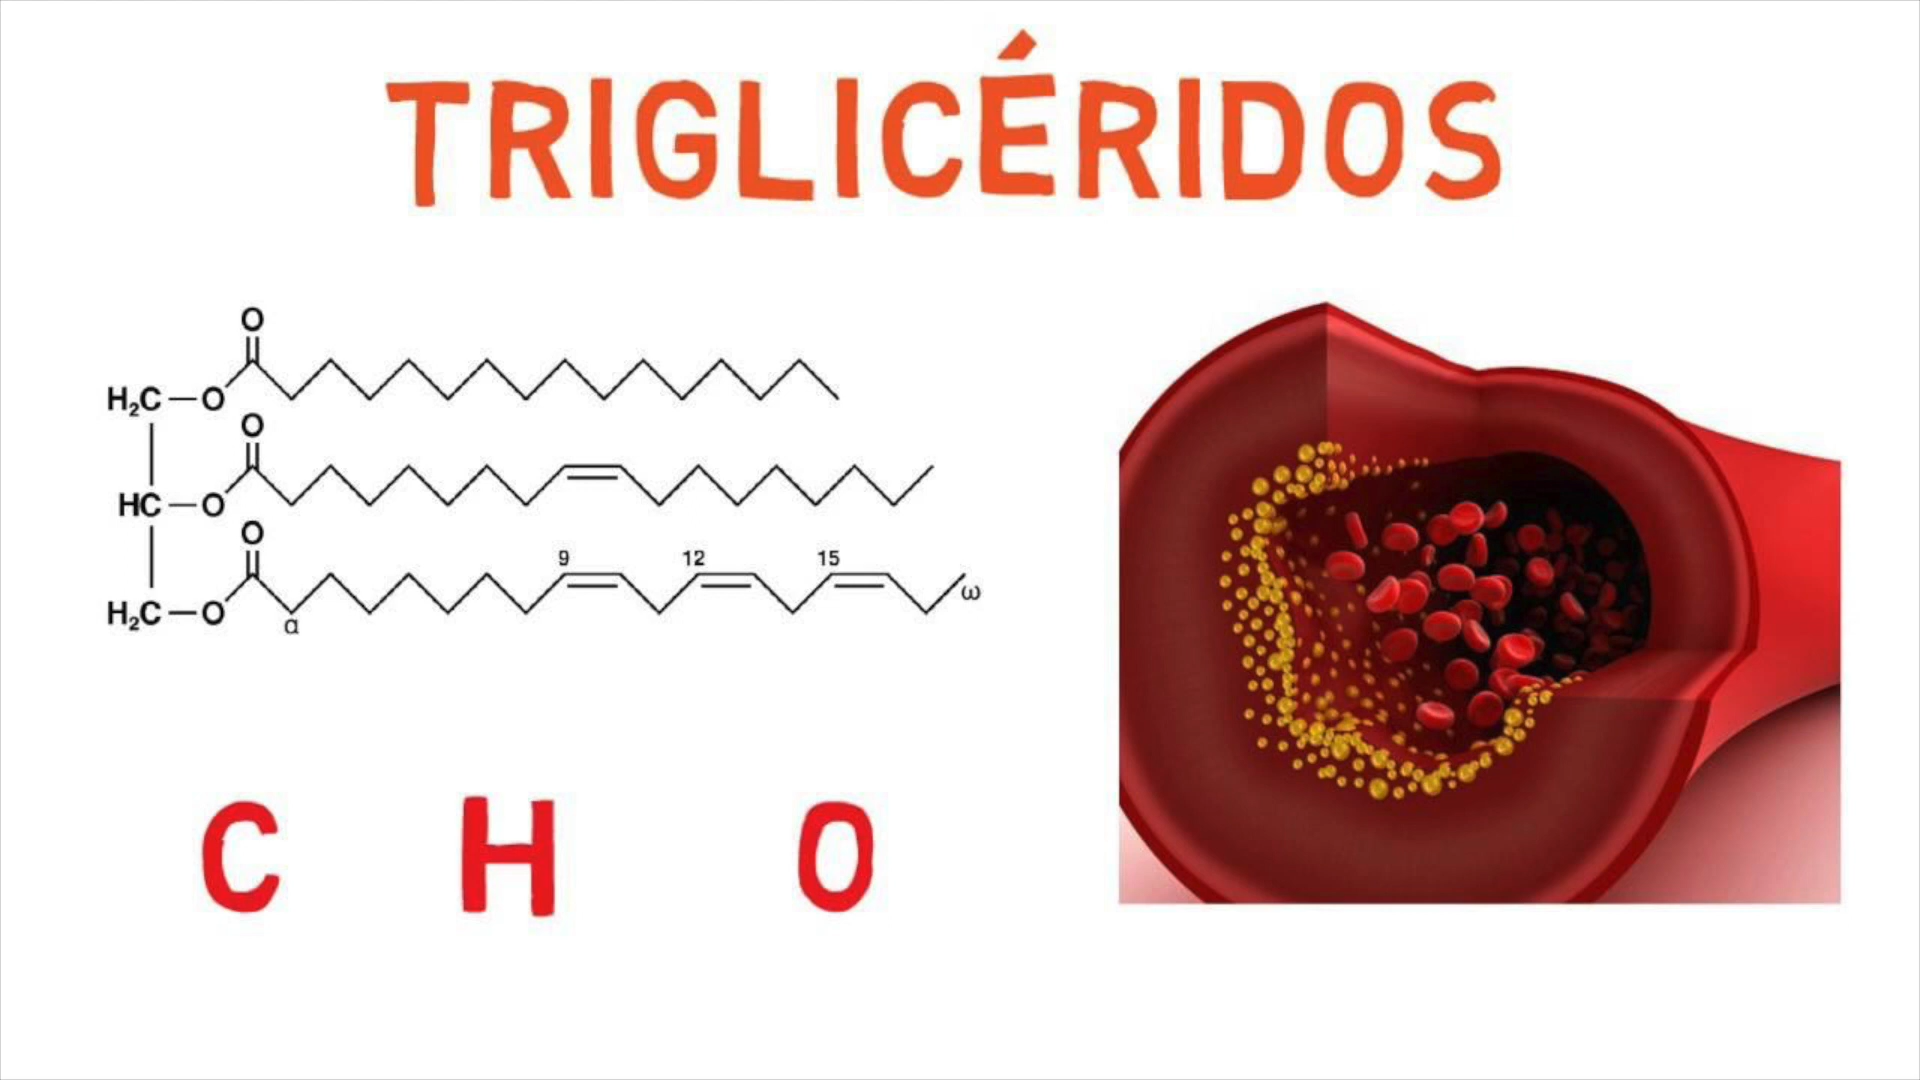 TRIGLICÉRIDOS
O
H₂C—O
O
HC—O
O
9 12 15
ω
H₂C—O
α
C H O